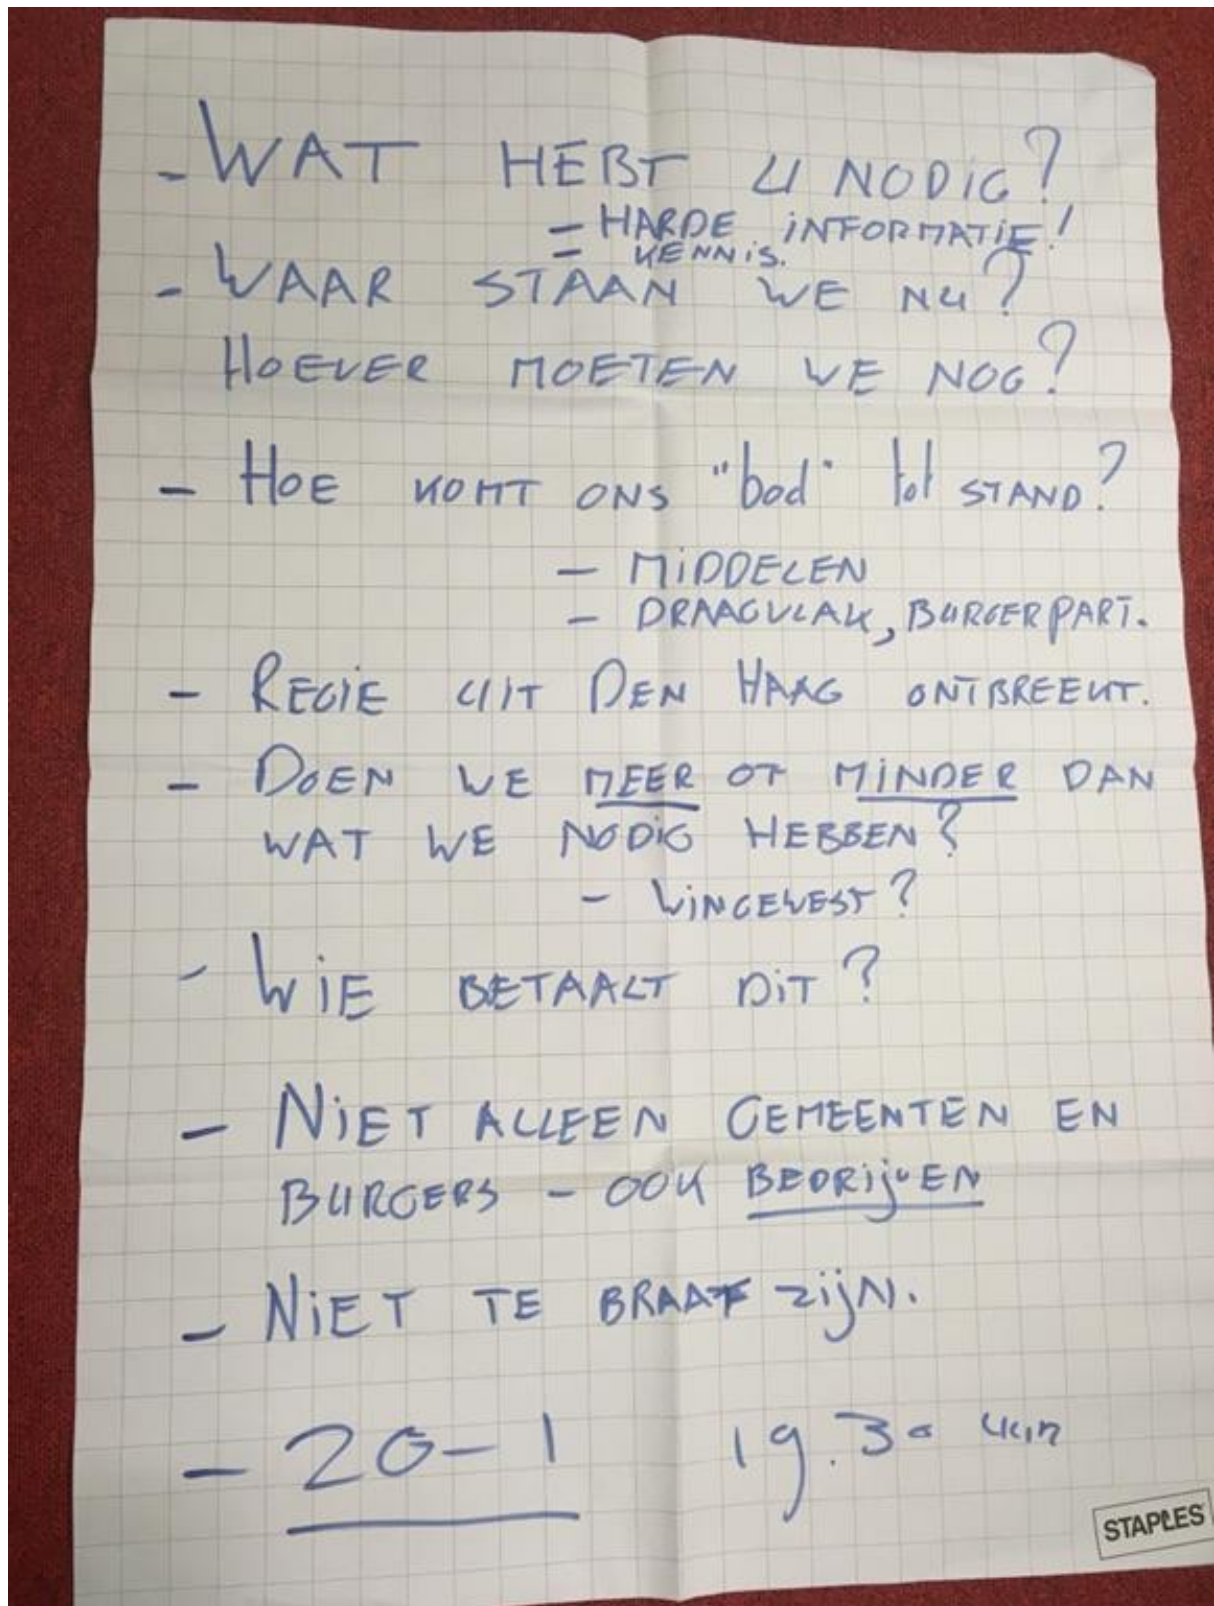 - WAT HEBT U NODIG?
- HARDE INFORMATIE!
- KENNIS.
- WAAR STAAN WE NU?
HOEVER MOETEN WE NOG?
- HOE KOMT ONS "bod" tot STAND?
- MIDDELEN
- DRAAGVLAK, BURGERPART.
- REGIE UIT DEN HAAG ONTBREEKT.
- DOEN WE MEER OF MINDER DAN
WAT WE NODIG HEBBEN?
- WINGEWEST?
- WIE BETAALT DIT?
- NIET ALLEEN GEMEENTEN EN
BURGERS - OOK BEDRIJVEN
- NIET TE BRAAF ZIJN.
- 20-1 19.30 uur
STAPLES